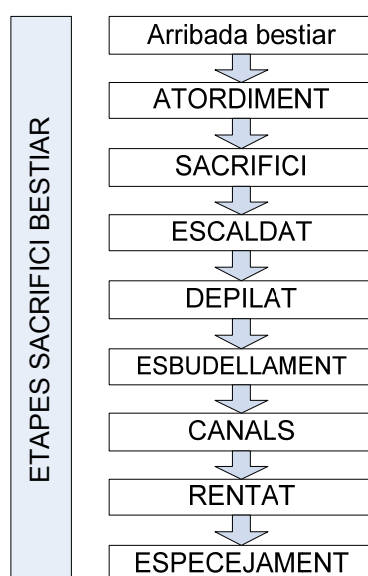 ETAPES SACRIFICI BESTIAR
Arribada bestiar
ATORDIMENT
SACRIFICI
ESCALDAT
DEPILAT
ESBUDELLAMENT
CANALS
RENTAT
ESPECEJAMENT